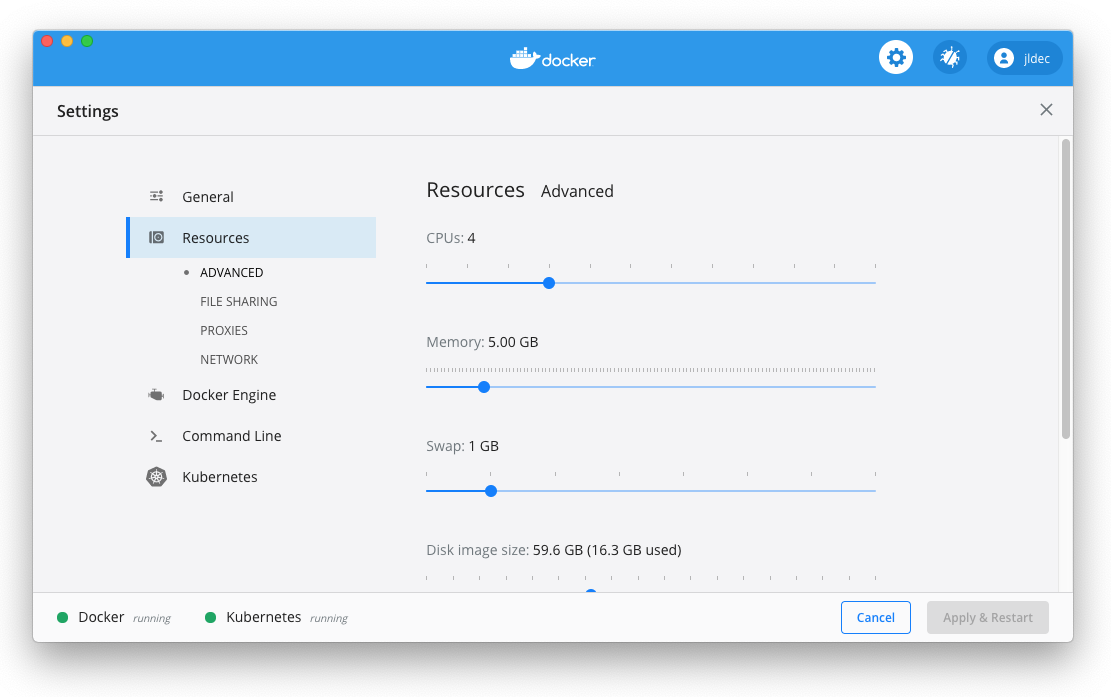 docker
jldec
Settings
General
Resources
ADVANCED
FILE SHARING
PROXIES
NETWORK
Docker Engine
Command Line
Kubernetes
Resources Advanced
CPUs: 4
Memory: 5.00 GB
Swap: 1 GB
Disk image size: 59.6 GB (16.3 GB used)
Docker running Kubernetes running
Cancel Apply & Restart